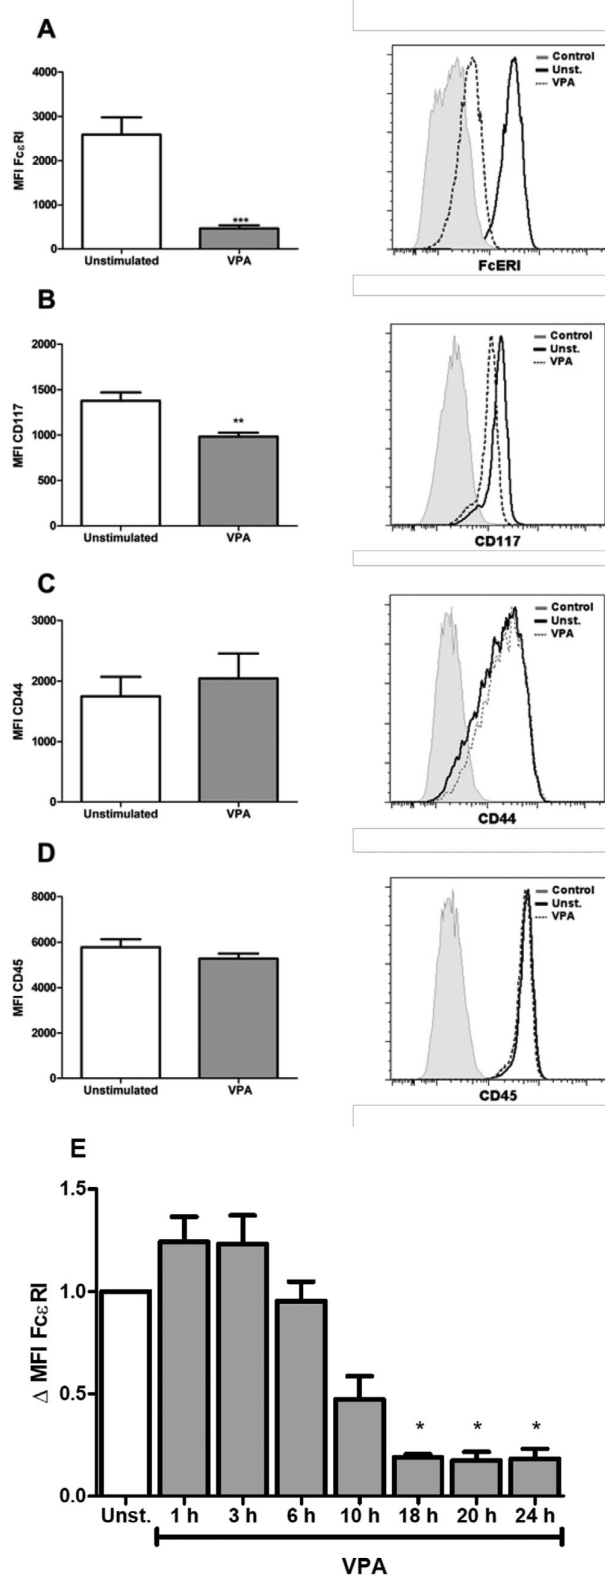 A
4000
3000
2000
1000
0
MFI FcεRI
***
Unstimulated VPA
Control
Unst.
VPA
FcERI
B
2000
1500
1000
500
0
MFI CD117
**
Unstimulated VPA
Control
Unst.
VPA
CD117
C
3000
2000
1000
0
MFI CD44
Unstimulated VPA
Control
Unst.
VPA
CD44
D
8000
6000
4000
2000
0
MFI CD45
Unstimulated VPA
Control
Unst.
VPA
CD45
E
1.5
1.0
0.5
0.0
Δ MFI FcεRI
* * *
Unst. 1 h 3 h 6 h 10 h 18 h 20 h 24 h
VPA